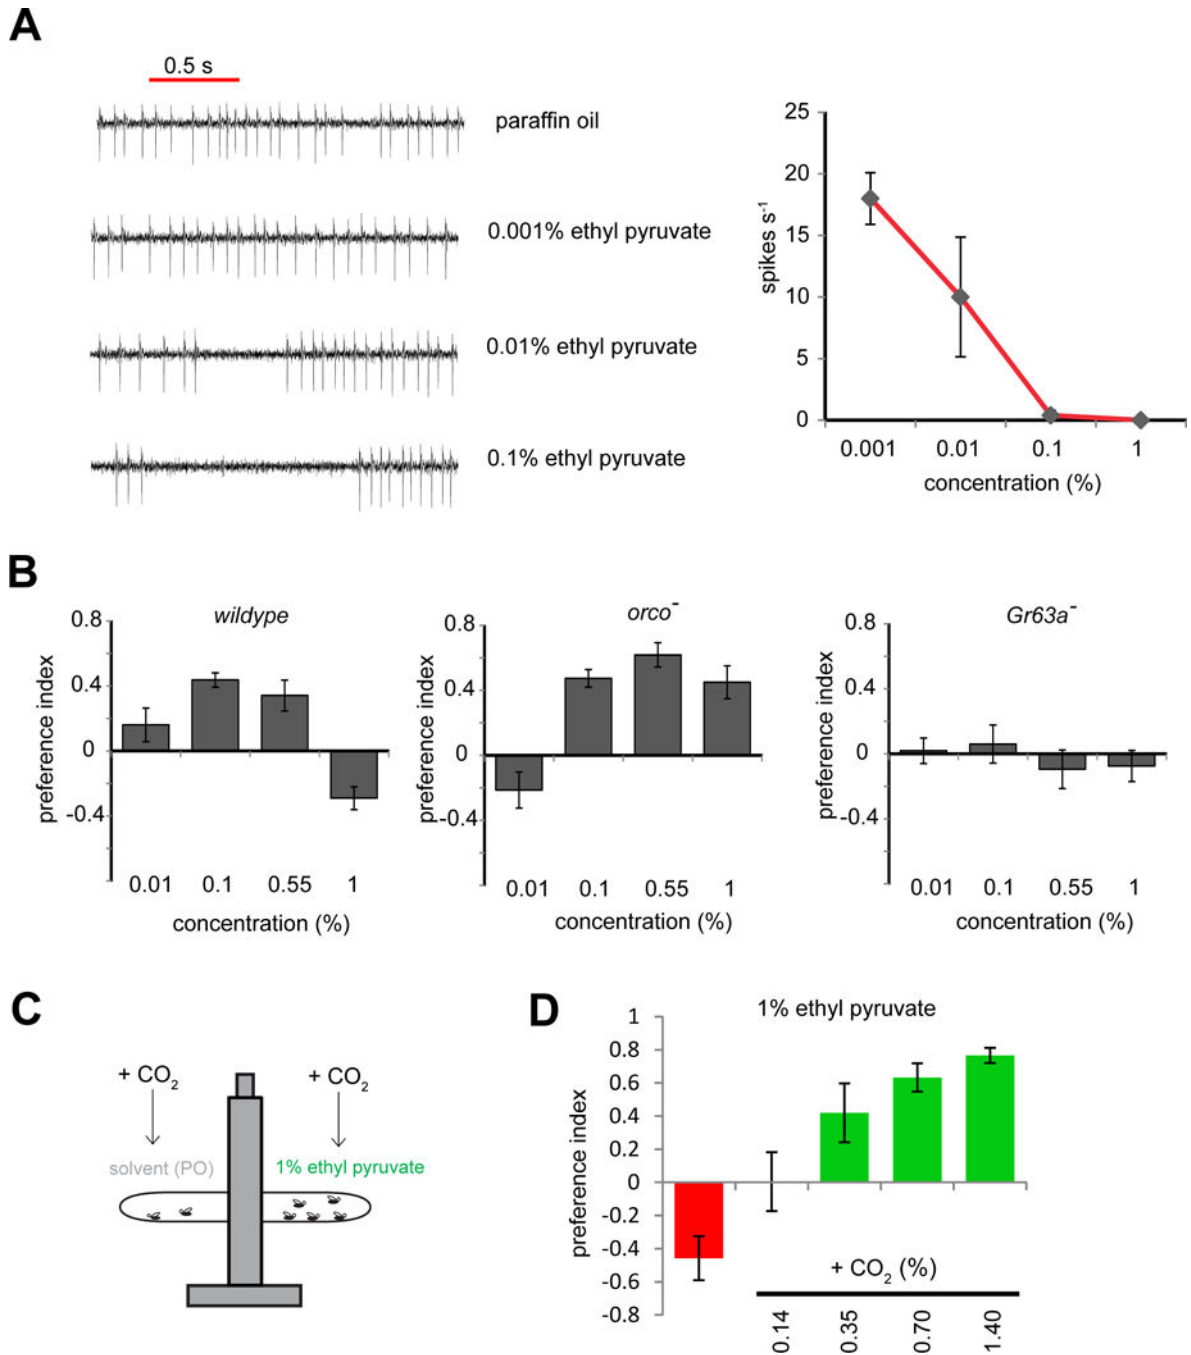 A
0.5 s
paraffin oil
0.001% ethyl pyruvate
0.01% ethyl pyruvate
0.1% ethyl pyruvate
spikes s⁻¹
25
20
15
10
5
0
0.001 0.01 0.1 1
concentration (%)
B
wildype
preference index
0.8
0.4
0
-0.4
0.01 0.1 0.55 1
concentration (%)
orco⁻
preference index
0.8
0.4
0
-0.4
0.01 0.1 0.55 1
concentration (%)
Gr63a⁻
preference index
0.8
0.4
0
-0.4
0.01 0.1 0.55 1
concentration (%)
C
+ CO₂ + CO₂
solvent (PO) 1% ethyl pyruvate
D
1% ethyl pyruvate
preference index
1
0.8
0.6
0.4
0.2
0
-0.2
-0.4
-0.6
-0.8
+ CO₂ (%)
0.14 0.35 0.70 1.40